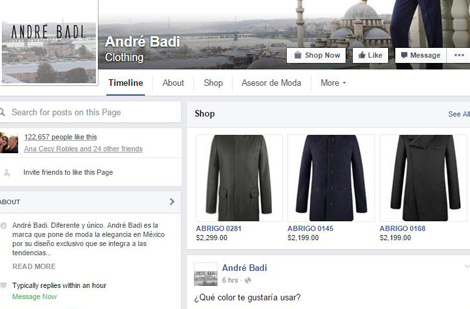 ANDRÉ BADI
André Badi
Clothing
Shop Now
Like
Message
Timeline
About
Shop
Asesor de Moda
More
Search for posts on this Page
122,657 people like this
Ana Cecy Robles and 24 other friends
Invite friends to like this Page
ABOUT
André Badi. Diferente y único. André Badi es la
marca que pone de moda la elegancia en México
por su diseño exclusivo que se integra a las
tendencias...
READ MORE
Typically replies within an hour
Message Now
Shop
See All
ABRIGO 0281
$2,299.00
ABRIGO 0145
$2,199.00
ABRIGO 0168
$2,199.00
André Badi
6 hrs ·
¿Qué color te gustaría usar?